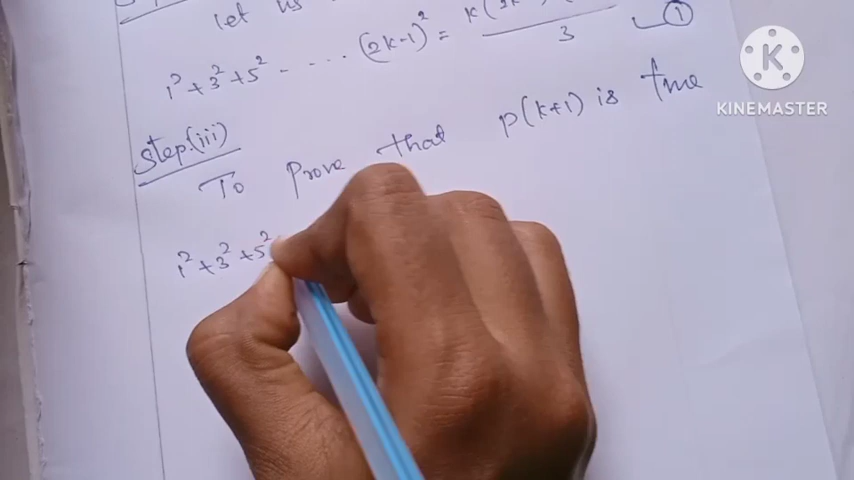 let us
1² + 3² + 5² - .... (2k-1)² = k(2k 3 ①
Step.(iii)
To prove that p(k+1) is true
1² + 3² + 5²
K
KINEMASTER